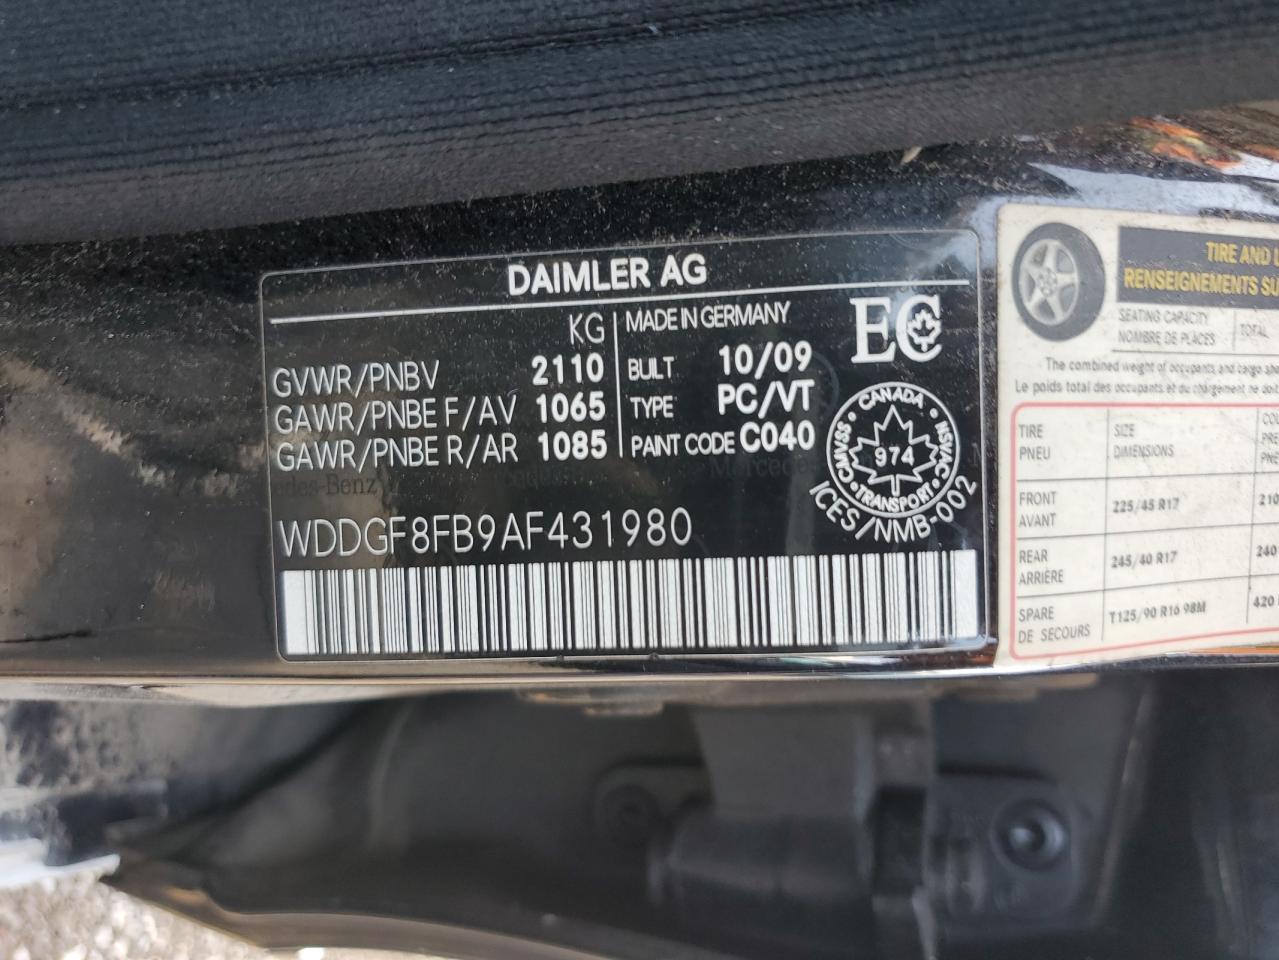 DAIMLER AG
KG
GVWR/PNBV 2110
GAWR/PNBE F/AV 1065
GAWR/PNBE R/AR 1085
MADE IN GERMANY
BUILT 10/09
TYPE PC/VT
PAINT CODE C040
EC
CANADA
974
TRANSPORT
NSVAC
CMVSS
ICES/NMB-002
WDDGF8FB9AF431980
TIRE AND
RENSEIGNEMENTS
SEATING CAPACITY
NOMBRE DE PLACES
TOTAL
The combined weight of occupants and cargo
Le poids total des occupants et du chargement ne
TIRE
PNEU
SIZE
DIMENSIONS
FRONT
AVANT
225/45 R17
210
REAR
ARRIÈRE
245/40 R17
240
SPARE
DE SECOURS
T125/90 R16 98M
420